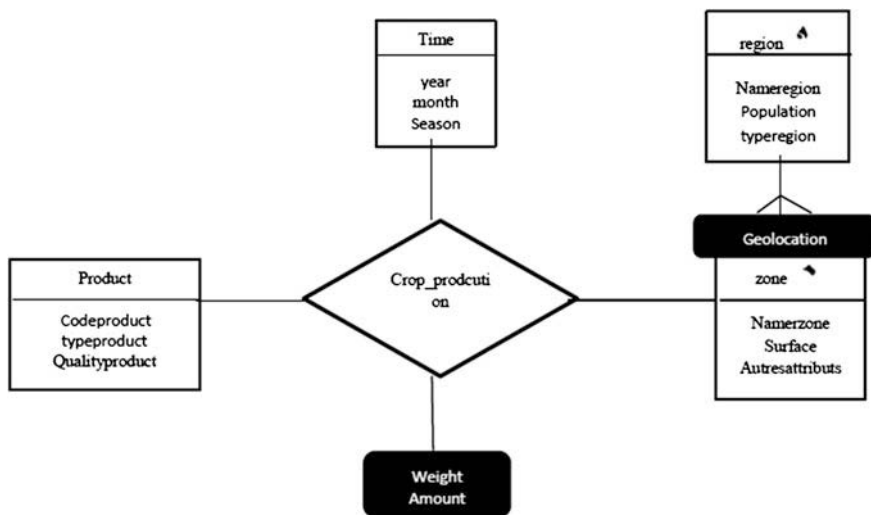 Time
year
month
Season
region
Nameregion
Population
typeregion
Geolocation
zone
Namerzone
Surface
Autresattributs
Product
Codeproduct
typeproduct
Qualityproduct
Crop_prodcuti
on
Weight
Amount